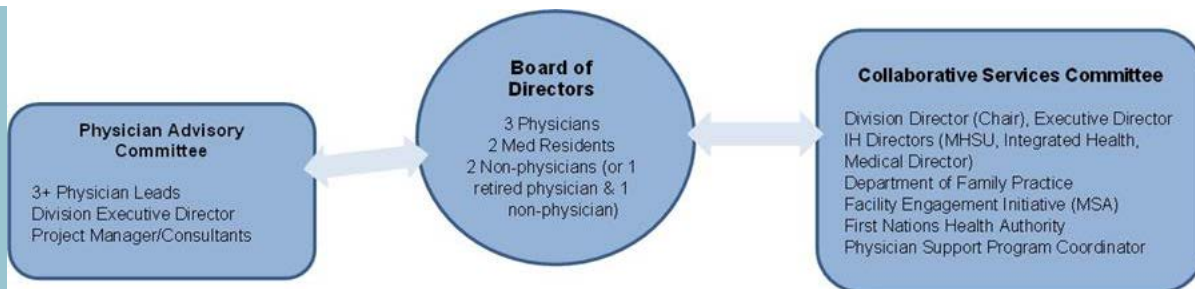 Physician Advisory
Committee
3+ Physician Leads
Division Executive Director
Project Manager/Consultants
Board of
Directors
3 Physicians
2 Med Residents
2 Non-physicians (or 1
retired physician & 1
non-physician)
Collaborative Services Committee
Division Director (Chair), Executive Director
IH Directors (MHSU, Integrated Health,
Medical Director)
Department of Family Practice
Facility Engagement Initiative (MSA)
First Nations Health Authority
Physician Support Program Coordinator